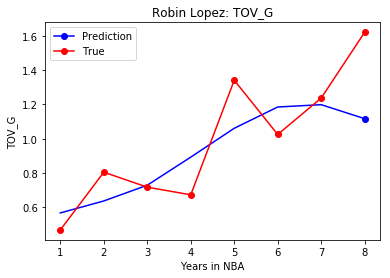 Robin Lopez: TOV_G
Prediction
True
TOV_G
1.6
1.4
1.2
1.0
0.8
0.6
1 2 3 4 5 6 7 8
Years in NBA